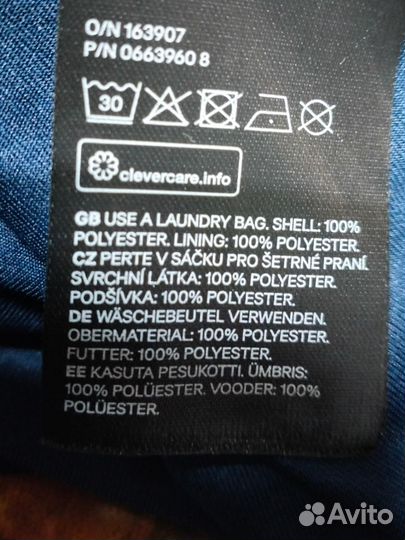 O/N 163907
P/N 0663960 8
30
clevercare.info
GB USE A LAUNDRY BAG. SHELL: 100%
POLYESTER. LINING: 100% POLYESTER.
CZ PERTE V SÁČKU PRO ŠETRNÉ PRANÍ.
SVRCHNÍ LÁTKA: 100% POLYESTER.
PODŠÍVKA: 100% POLYESTER.
DE WÄSCHEBEUTEL VERWENDEN.
OBERMATERIAL: 100% POLYESTER.
FUTTER: 100% POLYESTER.
EE KASUTA PESUKOTTI. ÜMBRIS:
100% POLÜESTER. VOODER: 100%
POLÜESTER.
Avito